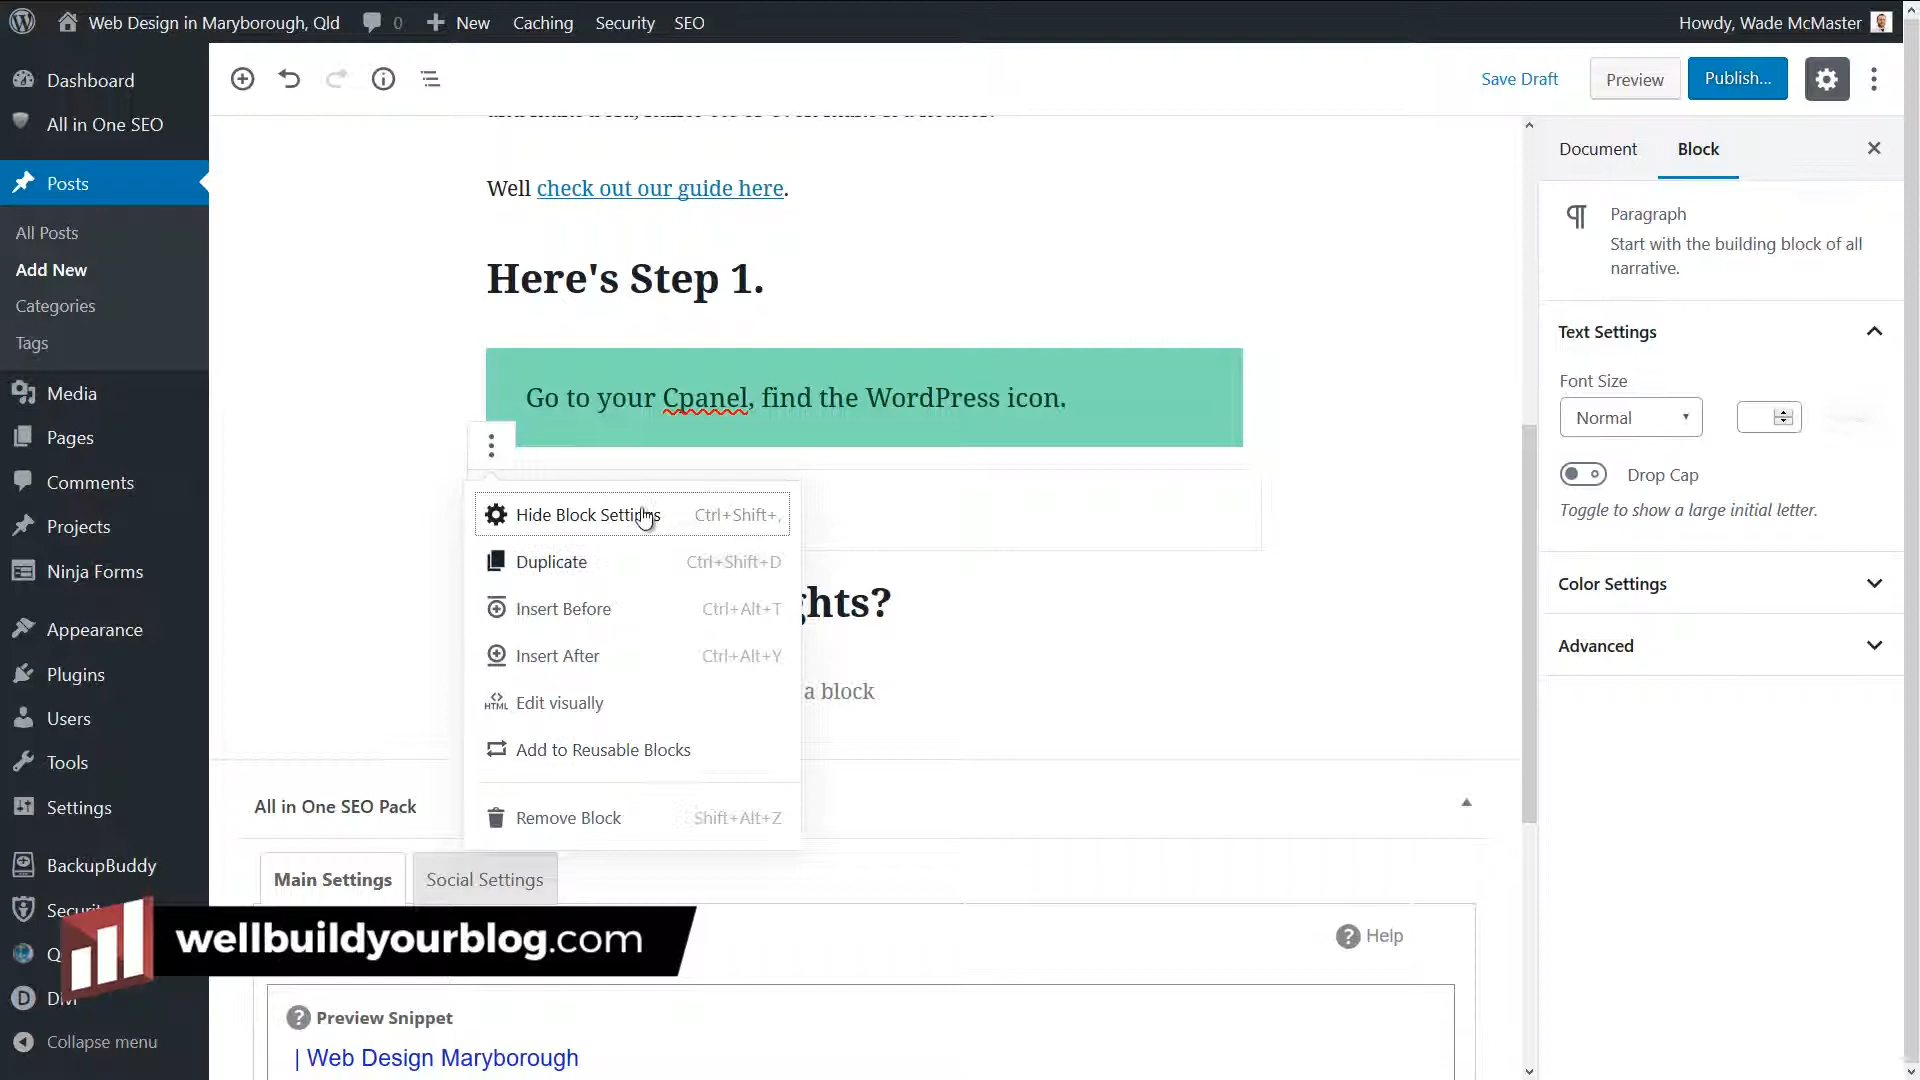 Web Design in Maryborough, Qld
0
New
Caching
Security
SEO
Howdy, Wade McMaster
Dashboard
All in One SEO
Posts
All Posts
Add New
Categories
Tags
Media
Pages
Comments
Projects
Ninja Forms
Appearance
Plugins
Users
Tools
Settings
BackupBuddy
Collapse menu
Save Draft
Preview
Publish...
Well check out our guide here.
Here's Step 1.
Go to your Cpanel, find the WordPress icon.
Hide Block Settings Ctrl+Shift+,
Duplicate Ctrl+Shift+D
Insert Before Ctrl+Alt+T
Insert After Ctrl+Alt+Y
HTML Edit visually
Add to Reusable Blocks
Remove Block Shift+Alt+Z
ghts?
a block
All in One SEO Pack
Main Settings
Social Settings
? Help
? Preview Snippet
| Web Design Maryborough
Document
Block
Paragraph
Start with the building block of all
narrative.
Text Settings
Font Size
Normal
Drop Cap
Toggle to show a large initial letter.
Color Settings
Advanced
wellbuildyourblog.com